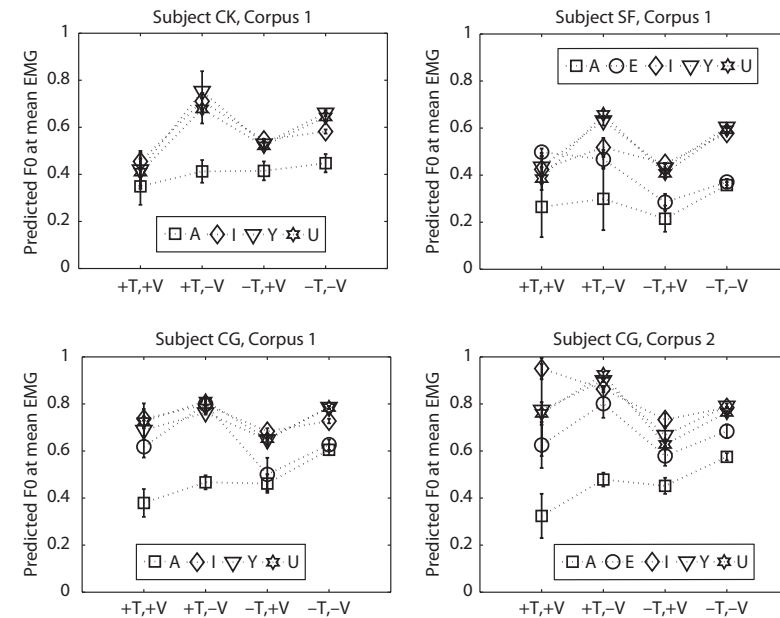 Subject CK, Corpus 1
Predicted F0 at mean EMG
1
0.8
0.6
0.4
0.2
0
A I Y U
+T,+V +T,−V −T,+V −T,−V
Subject SF, Corpus 1
Predicted F0 at mean EMG
1
0.8
0.6
0.4
0.2
0
A E I Y U
+T,+V +T,−V −T,+V −T,−V
Subject CG, Corpus 1
Predicted F0 at mean EMG
1
0.8
0.6
0.4
0.2
0
A I Y U
+T,+V +T,−V −T,+V −T,−V
Subject CG, Corpus 2
Predicted F0 at mean EMG
1
0.8
0.6
0.4
0.2
0
A E I Y U
+T,+V +T,−V −T,+V −T,−V